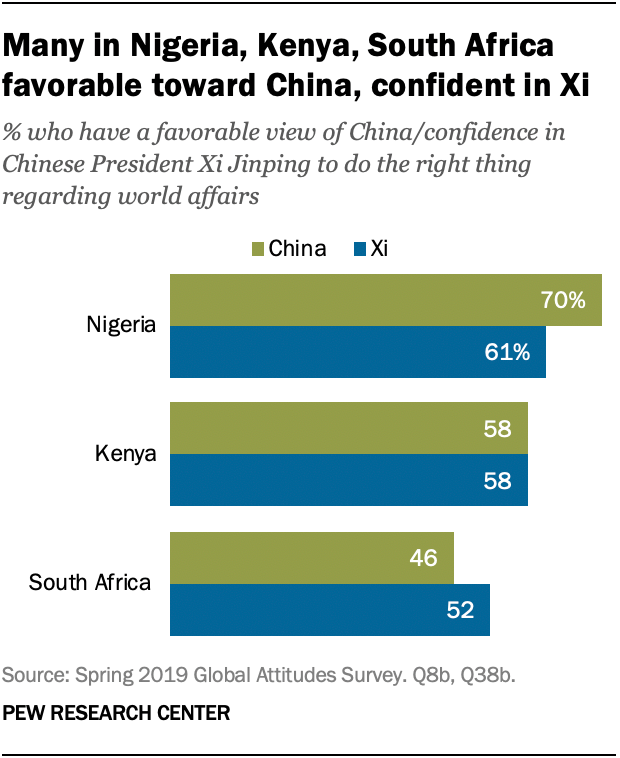 Many in Nigeria, Kenya, South Africa
favorable toward China, confident in Xi
% who have a favorable view of China/confidence in
Chinese President Xi Jinping to do the right thing
regarding world affairs
China Xi
Nigeria
70%
61%
Kenya
58
58
South Africa
46
52
Source: Spring 2019 Global Attitudes Survey. Q8b, Q38b.
PEW RESEARCH CENTER